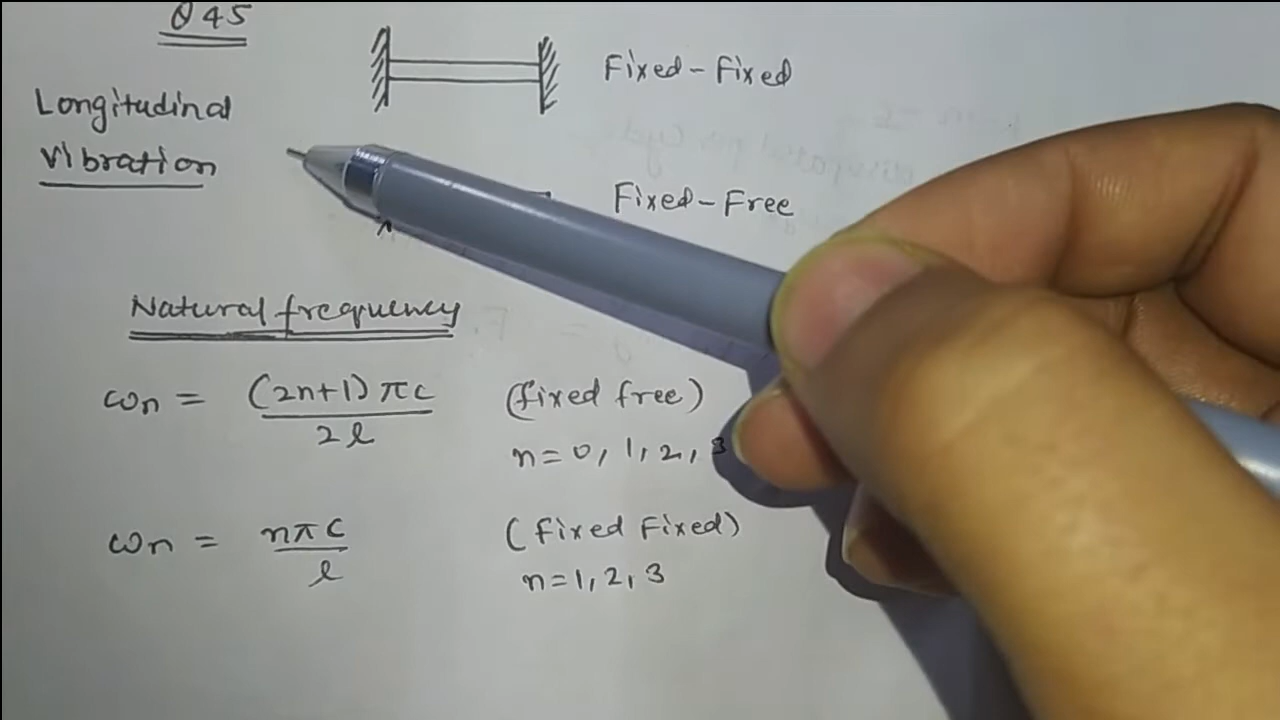 Q 45
Fixed-Fixed
Longitudinal
Vibration
Fixed-Free
Natural frequency
ωn = (2n+1)πc / 2l (fixed free)
n=0, 1, 2, 3
ωn = nπc / l (fixed fixed)
n=1, 2, 3